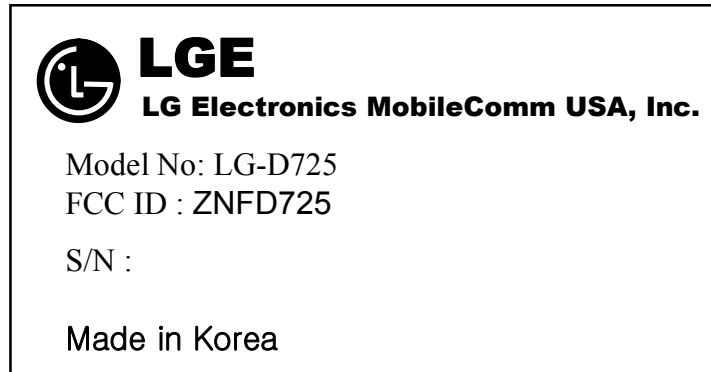 LGE
LG Electronics MobileComm USA, Inc.
Model No: LG-D725
FCC ID : ZNFD725
S/N :
Made in Korea